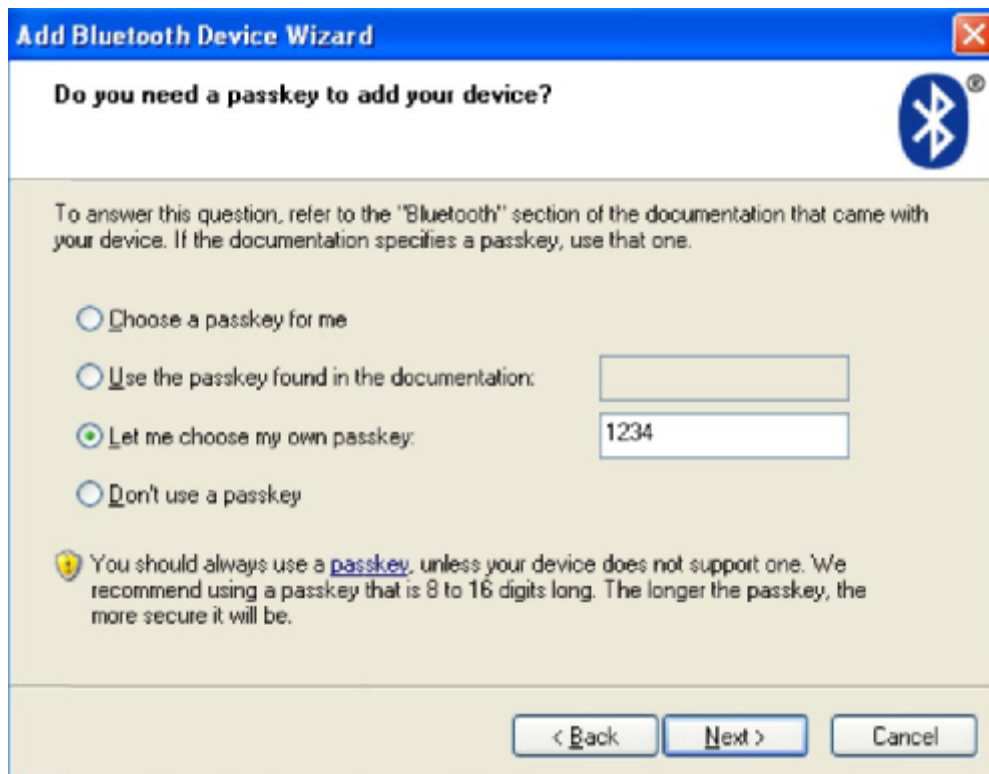 Add Bluetooth Device Wizard
Do you need a passkey to add your device?
®
To answer this question, refer to the "Bluetooth" section of the documentation that came with
your device. If the documentation specifies a passkey, use that one.
Choose a passkey for me
Use the passkey found in the documentation:
Let me choose my own passkey: 1234
Don't use a passkey
You should always use a passkey, unless your device does not support one. We
recommend using a passkey that is 8 to 16 digits long. The longer the passkey, the
more secure it will be.
< Back Next > Cancel